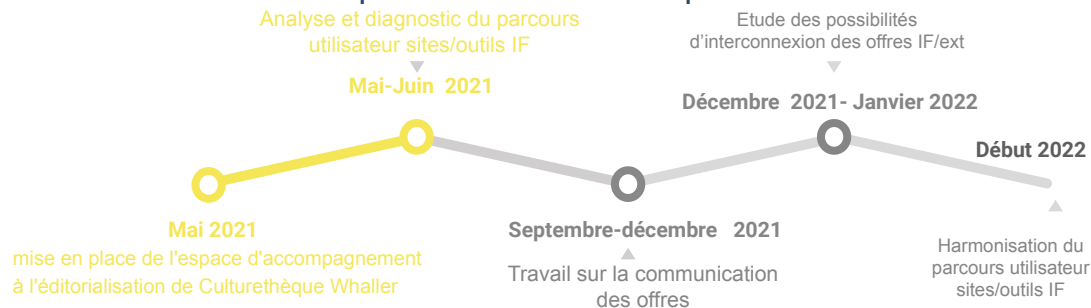 Analyse et diagnostic du parcours
utilisateur sites/outils IF
Mai-Juin 2021
Etude des possibilités
d'interconnexion des offres IF/ext
Décembre 2021- Janvier 2022
Début 2022
Mai 2021
mise en place de l'espace d'accompagnement
à l'éditorialisation de Culturethèque Whaller
Septembre-décembre 2021
Travail sur la communication
des offres
Harmonisation du
parcours utilisateur
sites/outils IF